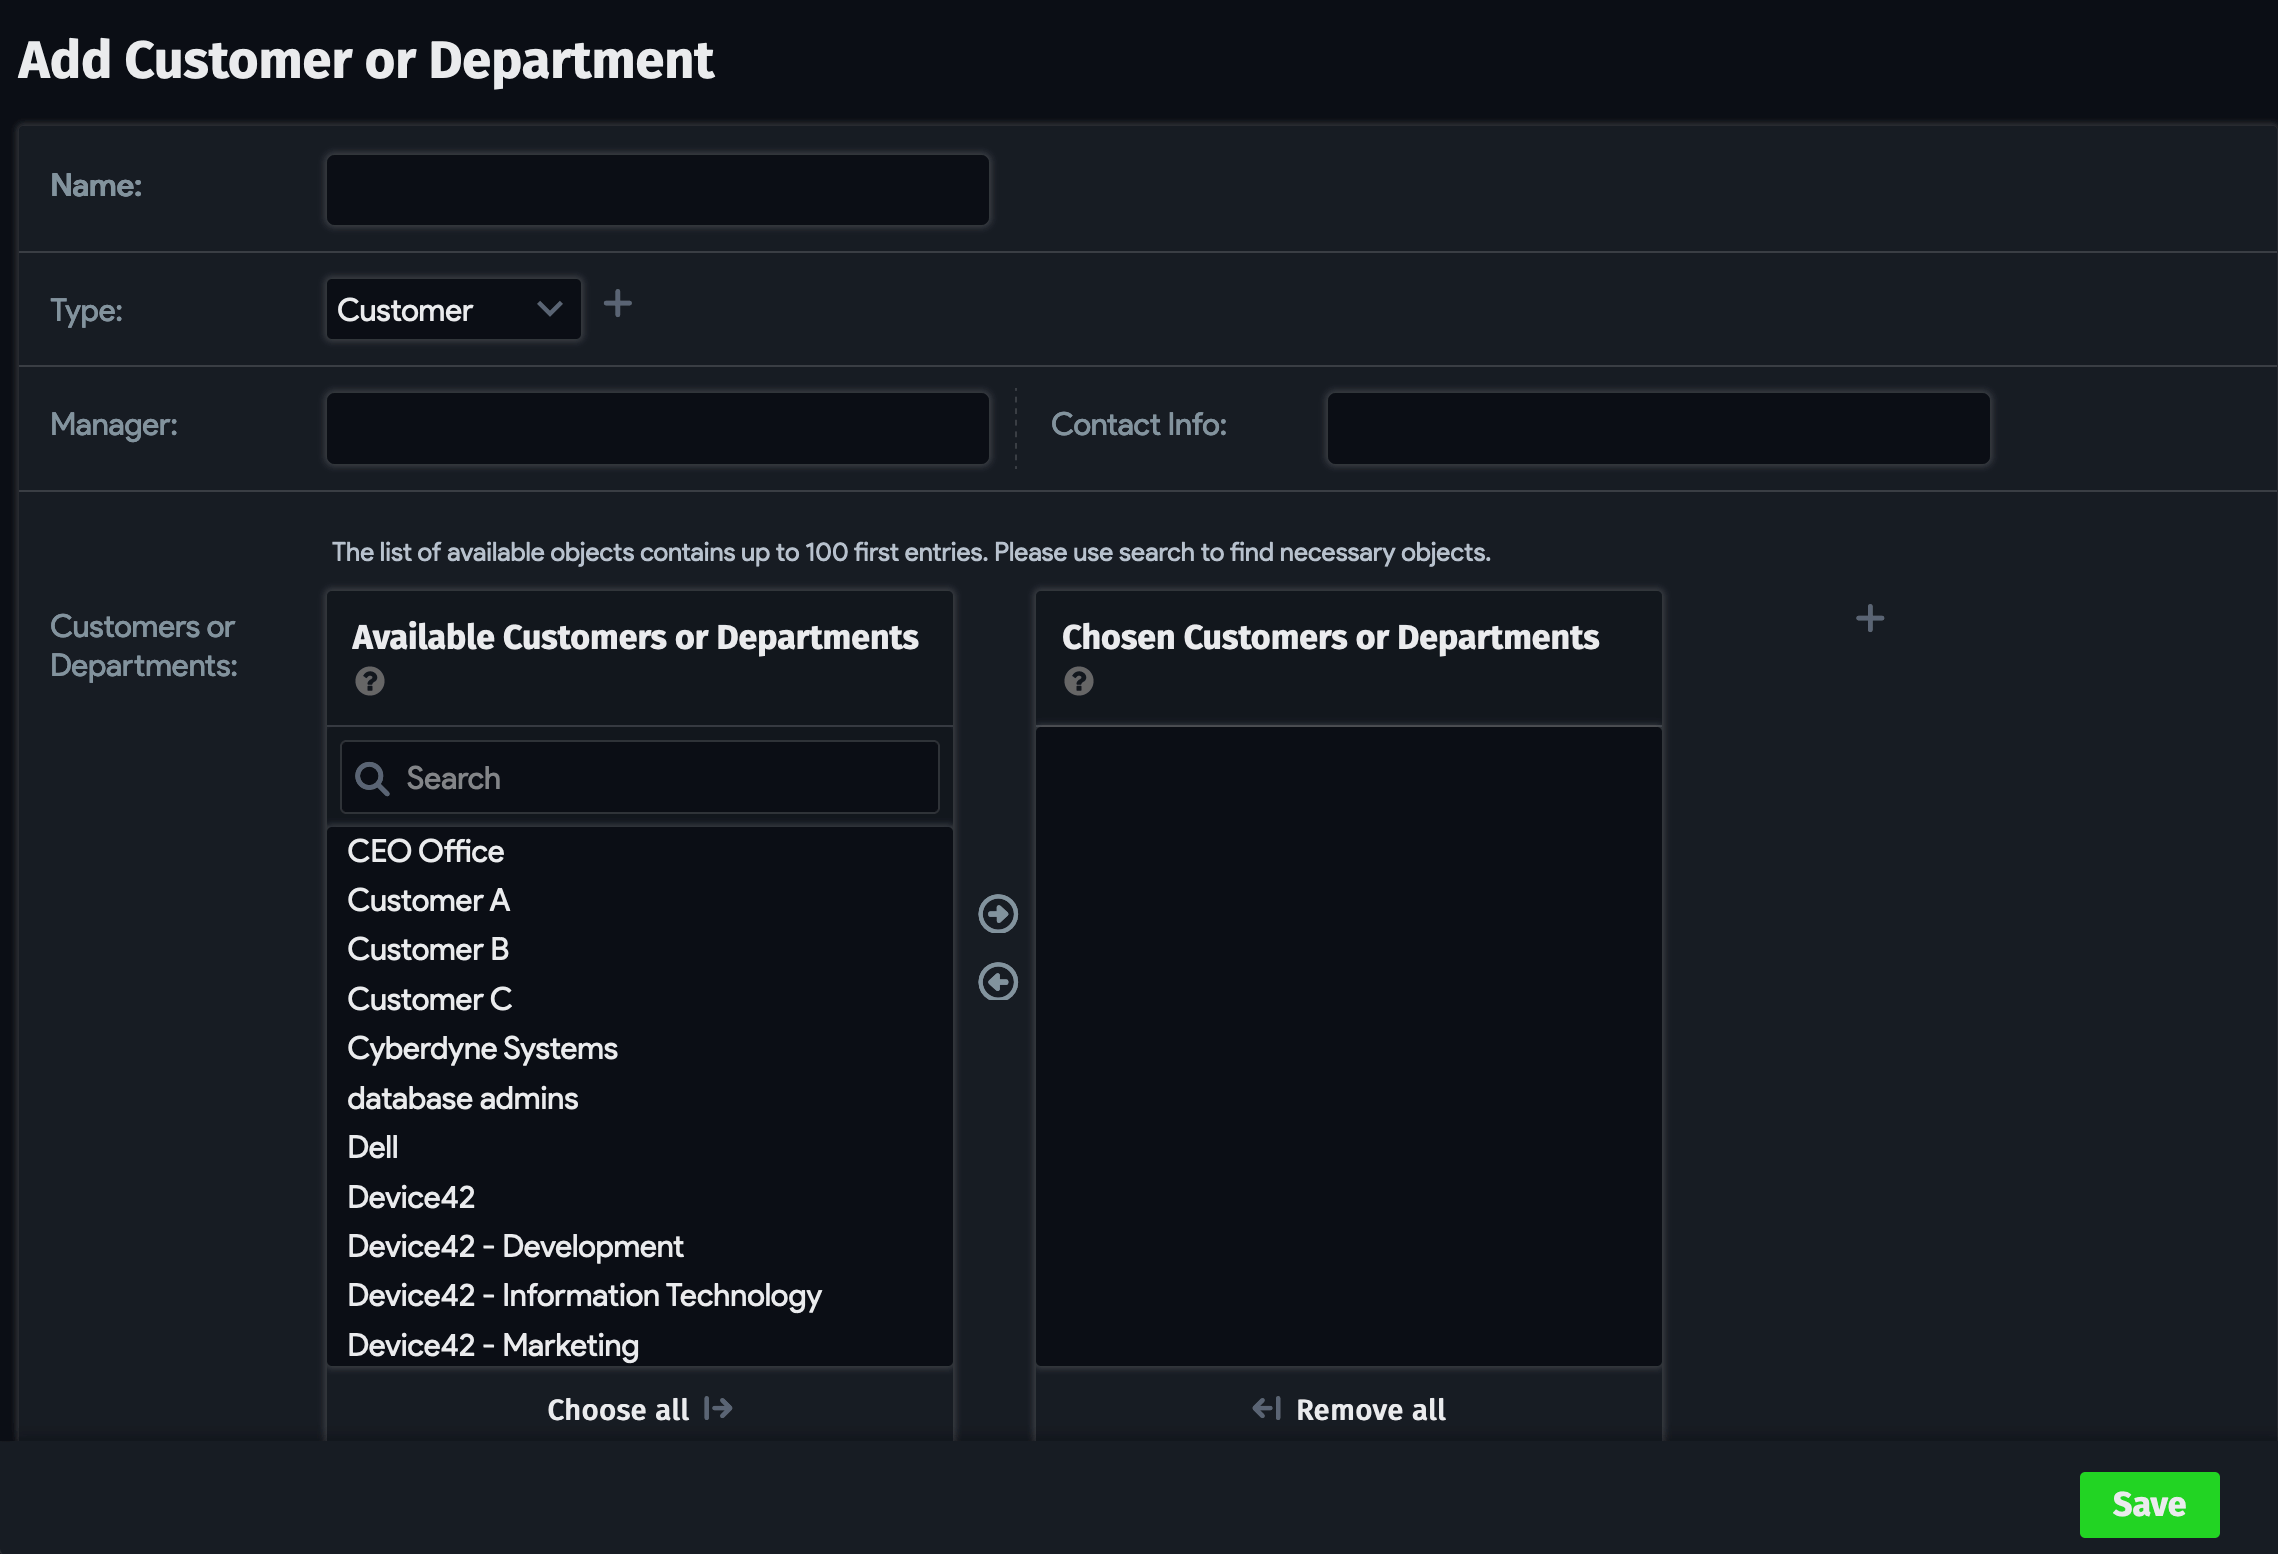 Add Customer or Department
Name:
Type:
Customer
Manager:
Contact Info:
The list of available objects contains up to 100 first entries. Please use search to find necessary objects.
Customers or
Departments:
Available Customers or Departments
?
Search
CEO Office
Customer A
Customer B
Customer C
Cyberdyne Systems
database admins
Dell
Device42
Device42 - Development
Device42 - Information Technology
Device42 - Marketing
Choose all
Chosen Customers or Departments
?
Remove all
Save